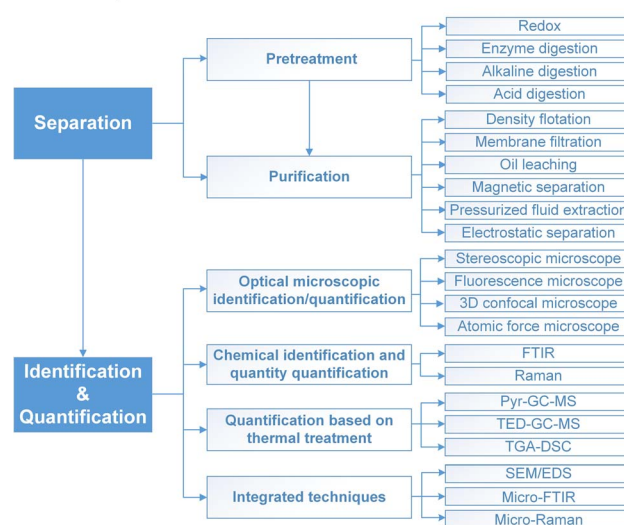 Separation
Pretreatment
Redox
Enzyme digestion
Alkaline digestion
Acid digestion
Purification
Density flotation
Membrane filtration
Oil leaching
Magnetic separation
Pressurized fluid extraction
Electrostatic separation
Identification
&
Quantification
Optical microscopic
identification/quantification
Stereoscopic microscope
Fluorescence microscope
3D confocal microscope
Atomic force microscope
Chemical identification and
quantity quantification
FTIR
Raman
Quantification based on
thermal treatment
Pyr-GC-MS
TED-GC-MS
TGA-DSC
Integrated techniques
SEM/EDS
Micro-FTIR
Micro-Raman